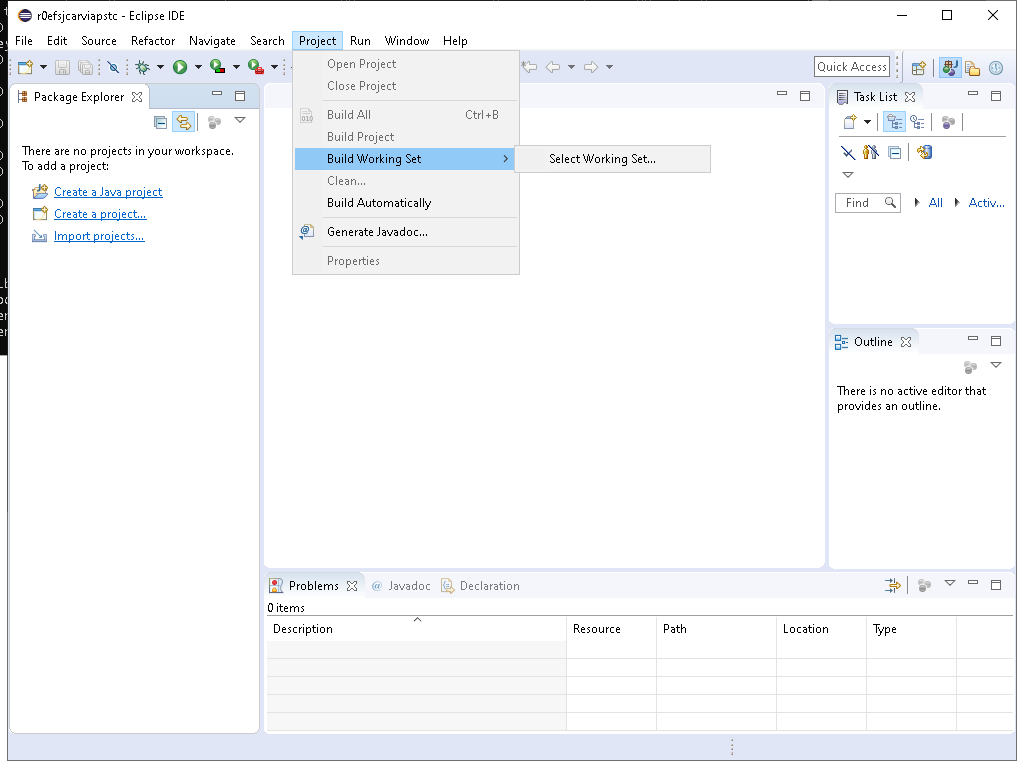 r0efsjcarviapstc - Eclipse IDE
File Edit Source Refactor Navigate Search Project Run Window Help
Quick Access
Open Project
Close Project
Build All Ctrl+B
Build Project
Build Working Set
Select Working Set...
Clean...
Build Automatically
Generate Javadoc...
Properties
Package Explorer
There are no projects in your workspace.
To add a project:
Create a Java project
Create a project...
Import projects...
Task List
Find All Activ...
Outline
There is no active editor that
provides an outline.
Problems @ Javadoc Declaration
0 items
Description Resource Path Location Type